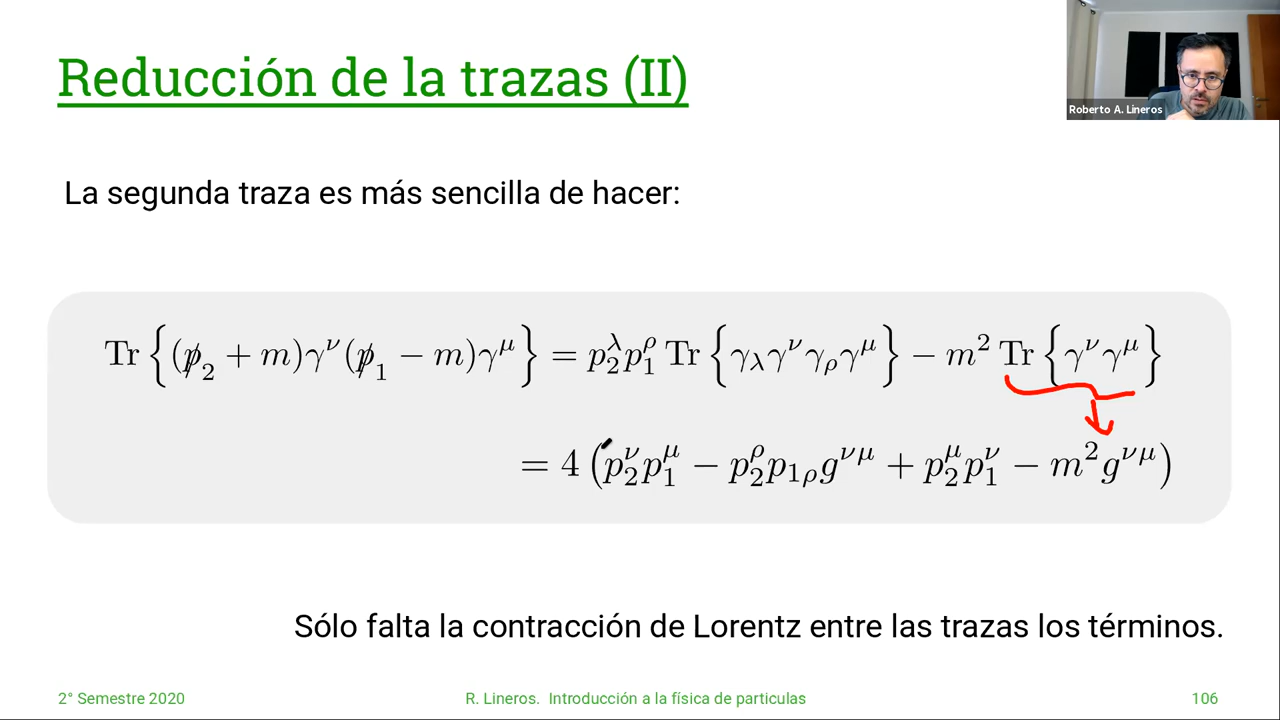 Reducción de la trazas (II)
Roberto A. Lineros
La segunda traza es más sencilla de hacer:
Tr {(p̸₂ + m)γ^ν(p̸₁ − m)γ^μ} = p₂^λ p₁^ρ Tr {γ_λ γ^ν γ_ρ γ^μ} − m² Tr {γ^ν γ^μ}
= 4 (p₂^ν p₁^μ − p₂^ρ p₁ρ g^νμ + p₂^μ p₁^ν − m² g^νμ)
Sólo falta la contracción de Lorentz entre las trazas los términos.
2° Semestre 2020
R. Lineros. Introducción a la física de particulas
106